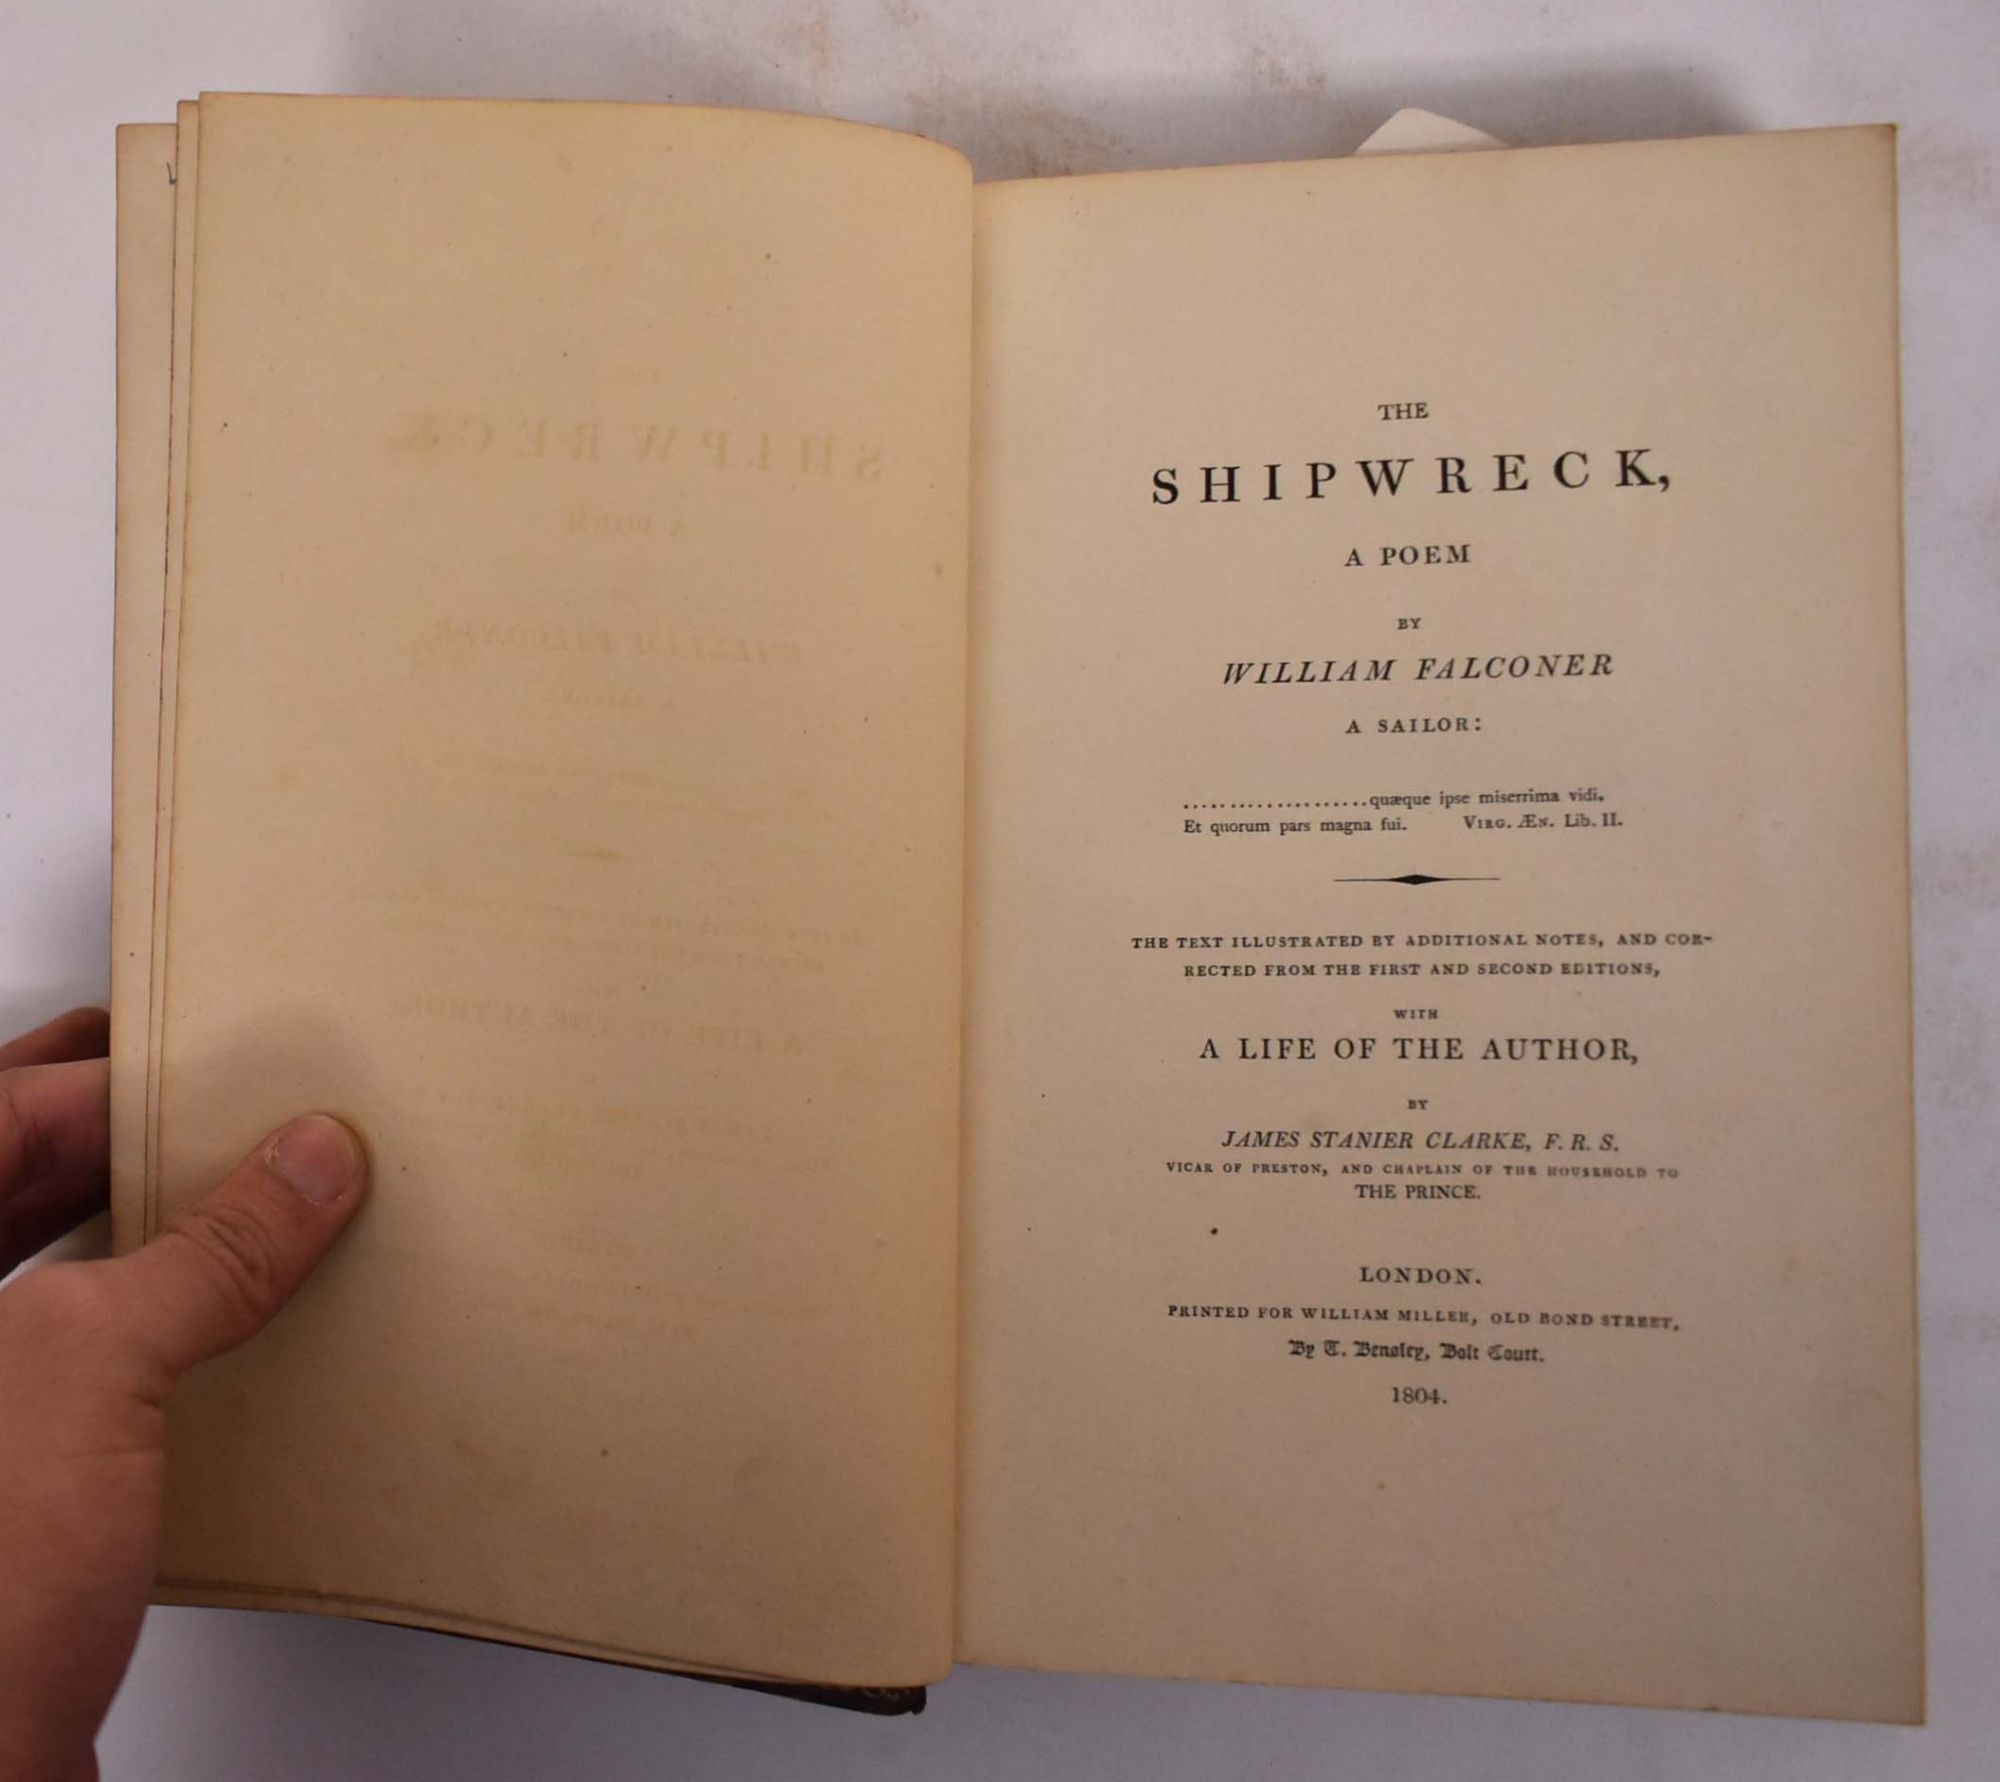 THE
SHIPWRECK,
A POEM
BY
WILLIAM FALCONER
A SAILOR:
....................quæque ipse miserrima vidi.
Et quorum pars magna fui. VIRG. ÆN. Lib. II.
THE TEXT ILLUSTRATED BY ADDITIONAL NOTES, AND COR-
RECTED FROM THE FIRST AND SECOND EDITIONS,
WITH
A LIFE OF THE AUTHOR,
BY
JAMES STANIER CLARKE, F. R. S.
VICAR OF PRESTON, AND CHAPLAIN OF THE HOUSEHOLD TO
THE PRINCE.
LONDON.
PRINTED FOR WILLIAM MILLER, OLD BOND STREET,
By T. Bensley, Bolt Court.
1804.